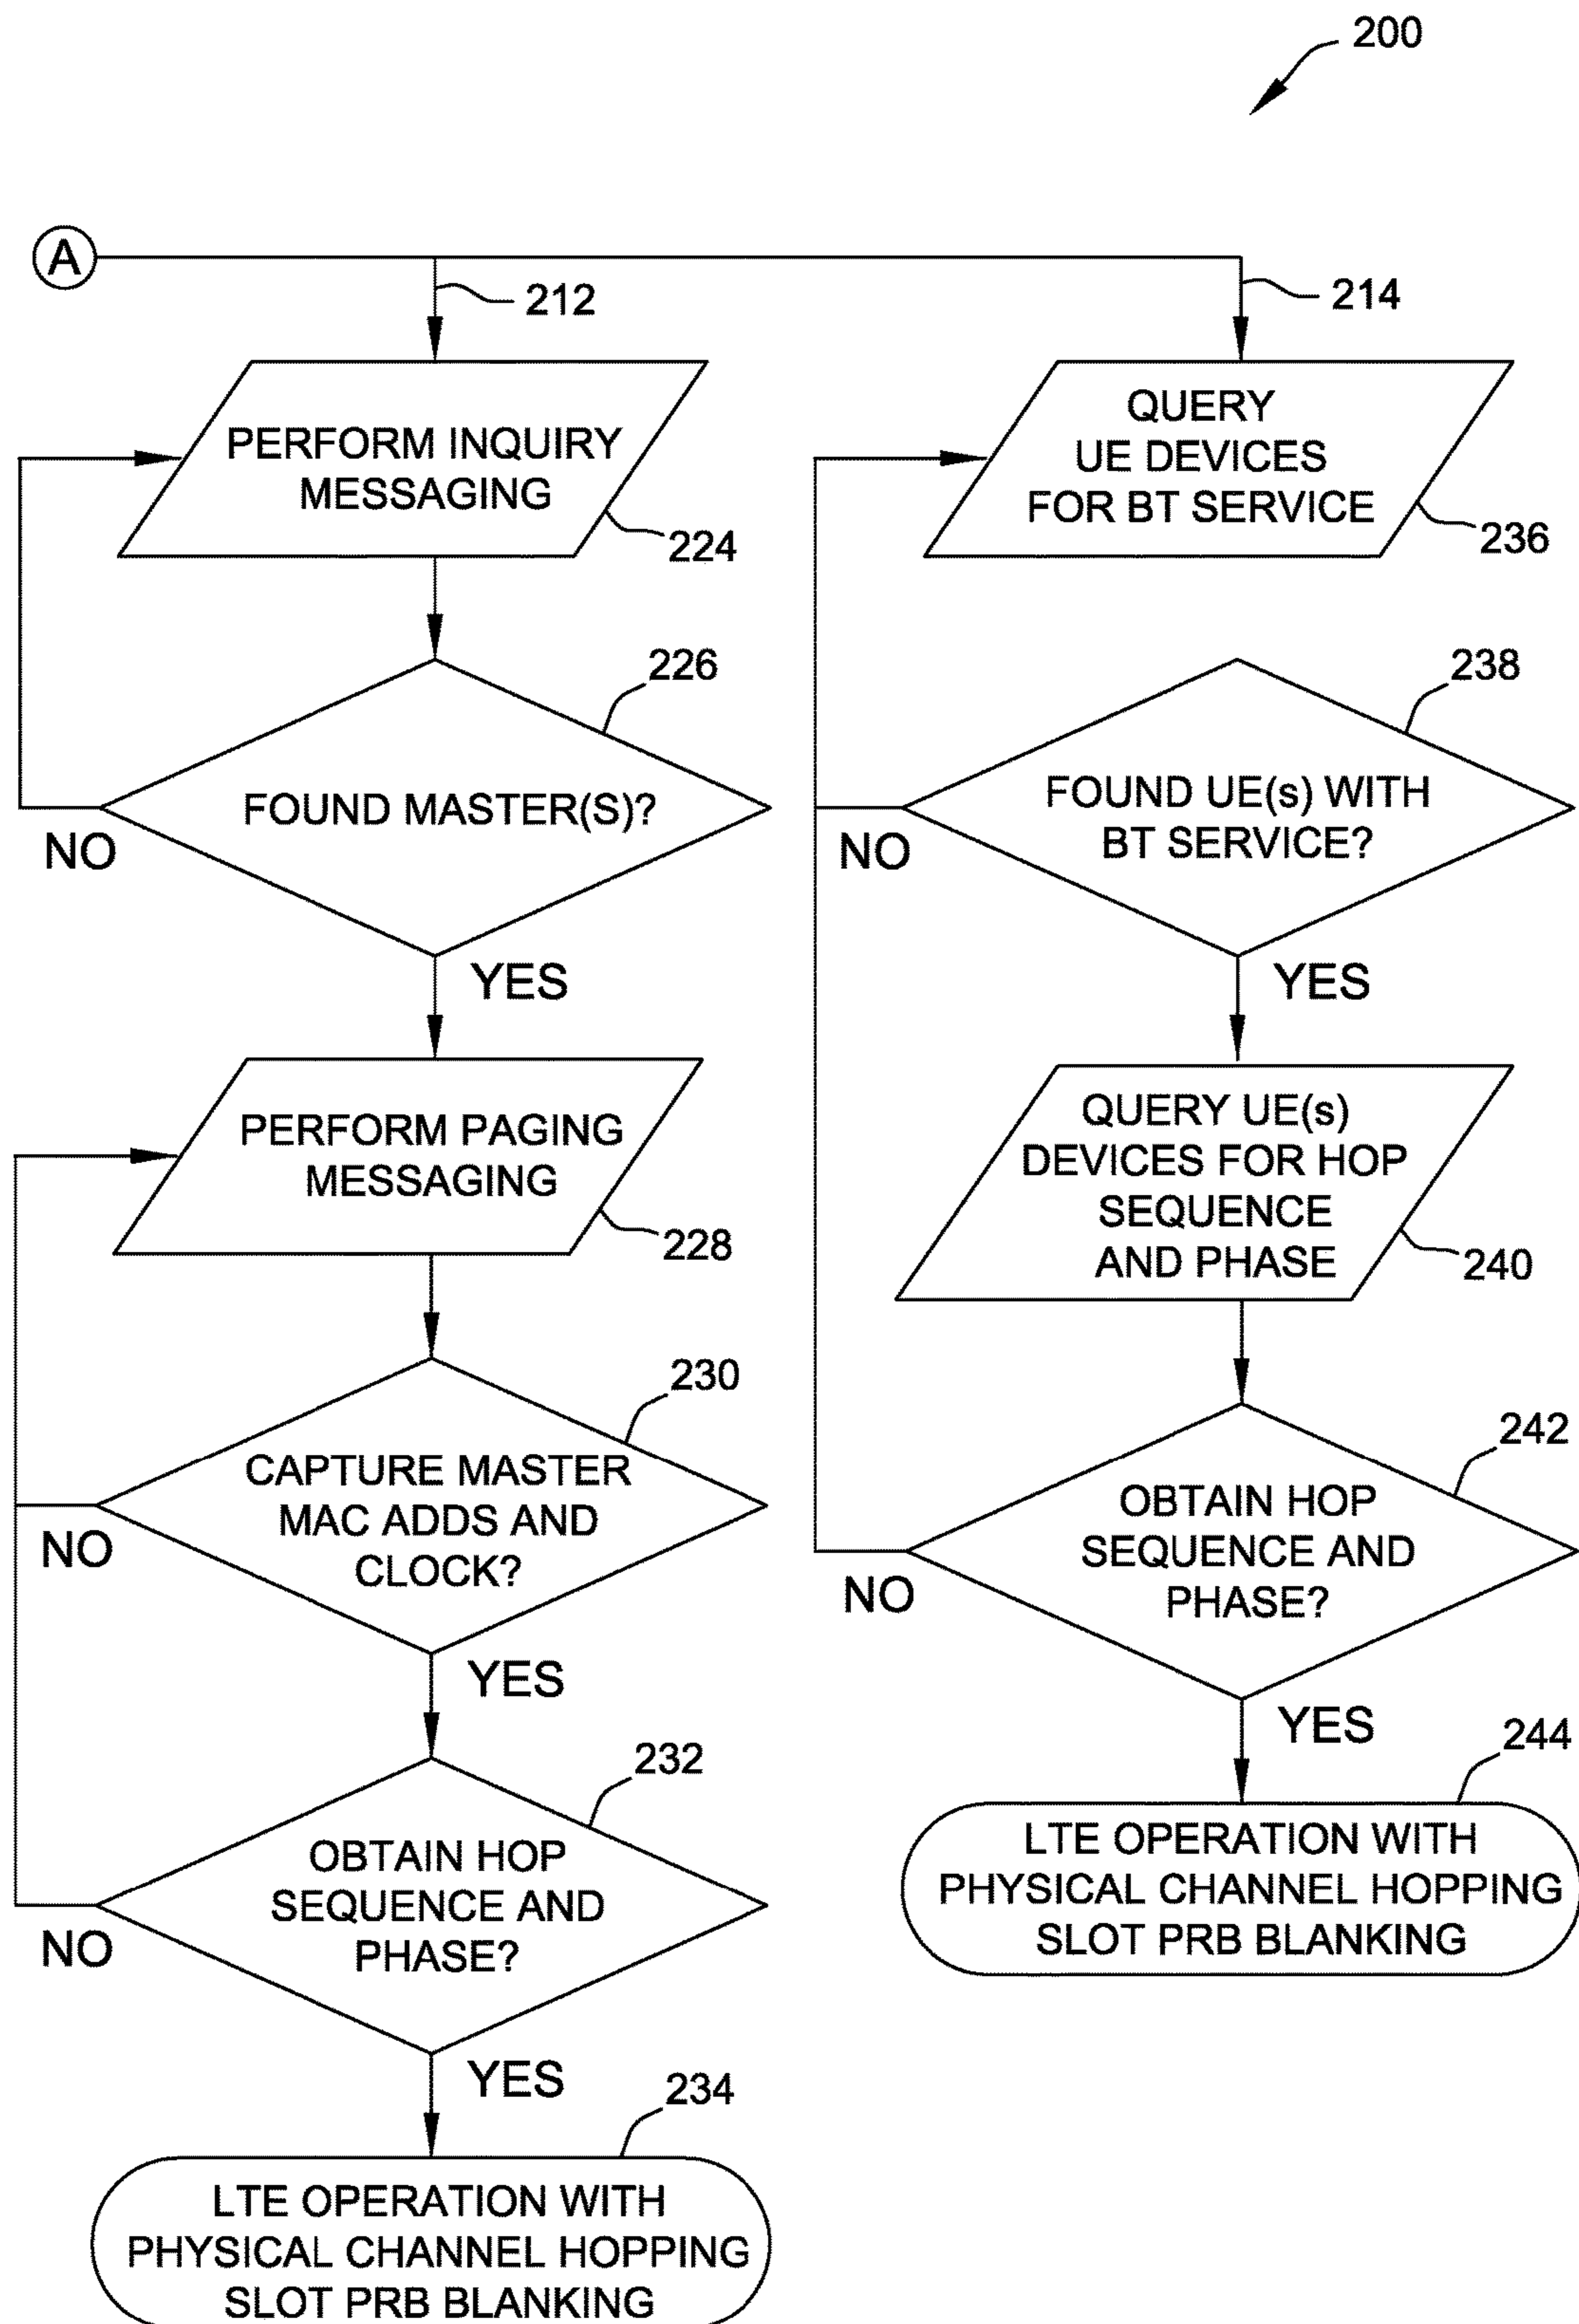 200
A
212
214
PERFORM INQUIRY
MESSAGING
224
QUERY
UE DEVICES
FOR BT SERVICE
236
226
FOUND MASTER(S)?
NO
YES
238
FOUND UE(s) WITH
BT SERVICE?
NO
YES
PERFORM PAGING
MESSAGING
228
QUERY UE(s)
DEVICES FOR HOP
SEQUENCE
AND PHASE
240
230
CAPTURE MASTER
MAC ADDS AND
CLOCK?
NO
YES
242
OBTAIN HOP
SEQUENCE AND
PHASE?
NO
YES
232
OBTAIN HOP
SEQUENCE AND
PHASE?
NO
YES
244
LTE OPERATION WITH
PHYSICAL CHANNEL HOPPING
SLOT PRB BLANKING
234
LTE OPERATION WITH
PHYSICAL CHANNEL HOPPING
SLOT PRB BLANKING